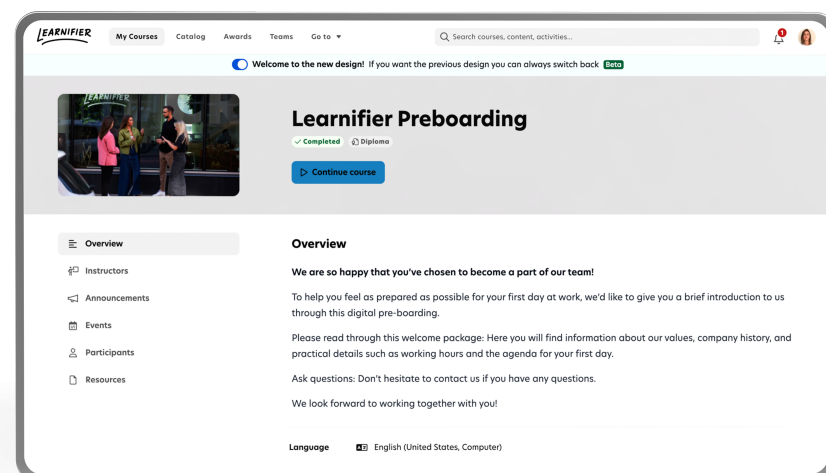 LEARNIFIER
My Courses
Catalog
Awards
Teams
Go to
Search courses, content, activities...
1
Welcome to the new design! If you want the previous design you can always switch back Beta
LEARNIFIER
Learnifier Preboarding
Completed
Diploma
Continue course
Overview
Instructors
Announcements
Events
Participants
Resources
Overview
We are so happy that you've chosen to become a part of our team!
To help you feel as prepared as possible for your first day at work, we'd like to give you a brief introduction to us
through this digital pre-boarding.
Please read through this welcome package: Here you will find information about our values, company history, and
practical details such as working hours and the agenda for your first day.
Ask questions: Don't hesitate to contact us if you have any questions.
We look forward to working together with you!
Language
English (United States, Computer)